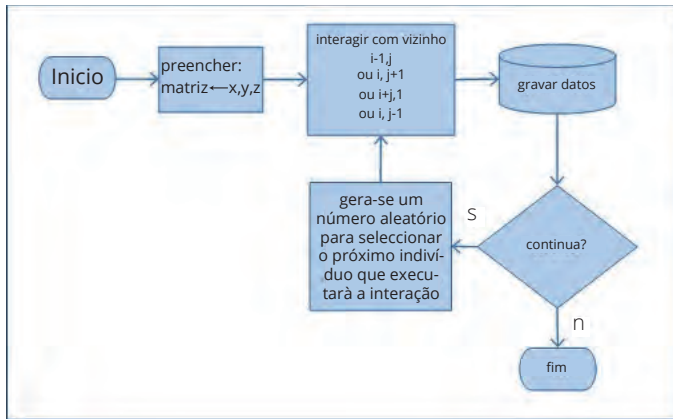 Inicio
preencher:
matriz←x,y,z
interagir com vizinho
i-1,j
ou i, j+1
ou i+j,1
ou i, j-1
gravar datos
continua?
s
gera-se um
número aleatório
para seleccionar
o próximo indiví-
duo que execu-
tarà a interação
n
fim